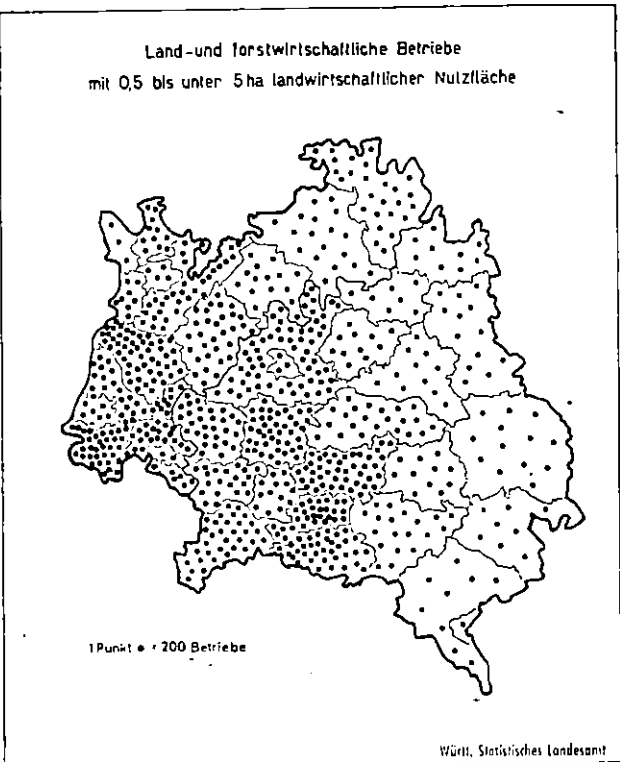 Land- und forstwirtschaftliche Betriebe
mit 0,5 bis unter 5 ha landwirtschaftlicher Nutzfläche
1 Punkt • = 200 Betriebe
Württ. Statistisches Landesamt